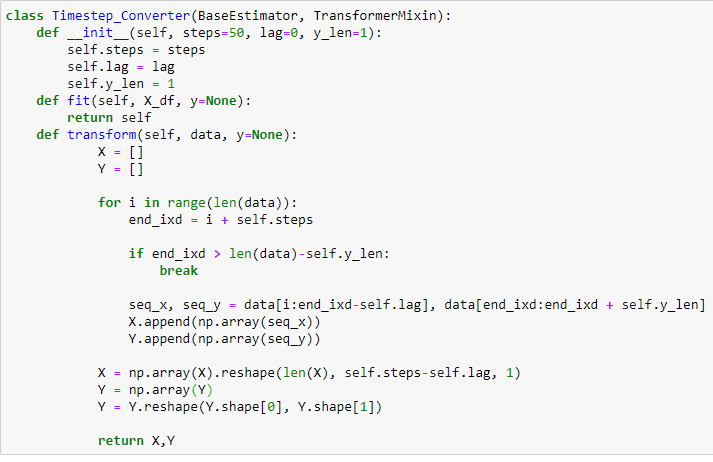 class Timestep_Converter(BaseEstimator, TransformerMixin):
    def __init__(self, steps=50, lag=0, y_len=1):
        self.steps = steps
        self.lag = lag
        self.y_len = 1
    def fit(self, X_df, y=None):
        return self
    def transform(self, data, y=None):
            X = []
            Y = []

            for i in range(len(data)):
                end_ixd = i + self.steps

                if end_ixd > len(data)-self.y_len:
                    break

                seq_x, seq_y = data[i:end_ixd-self.lag], data[end_ixd:end_ixd + self.y_len]
                X.append(np.array(seq_x))
                Y.append(np.array(seq_y))

            X = np.array(X).reshape(len(X), self.steps-self.lag, 1)
            Y = np.array(Y)
            Y = Y.reshape(Y.shape[0], Y.shape[1])

            return X,Y